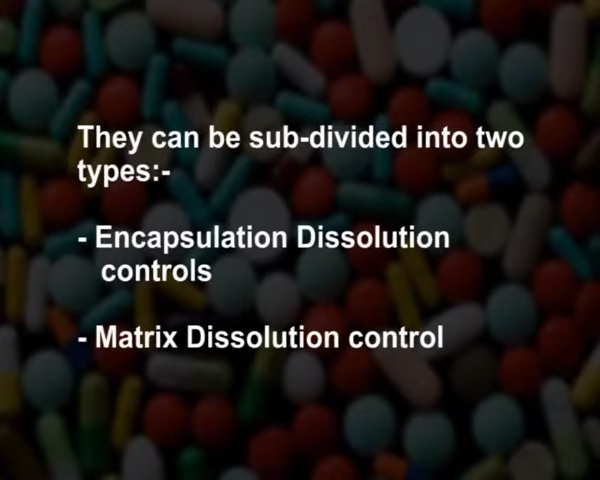 They can be sub-divided into two
types:-
- Encapsulation Dissolution
controls
- Matrix Dissolution control